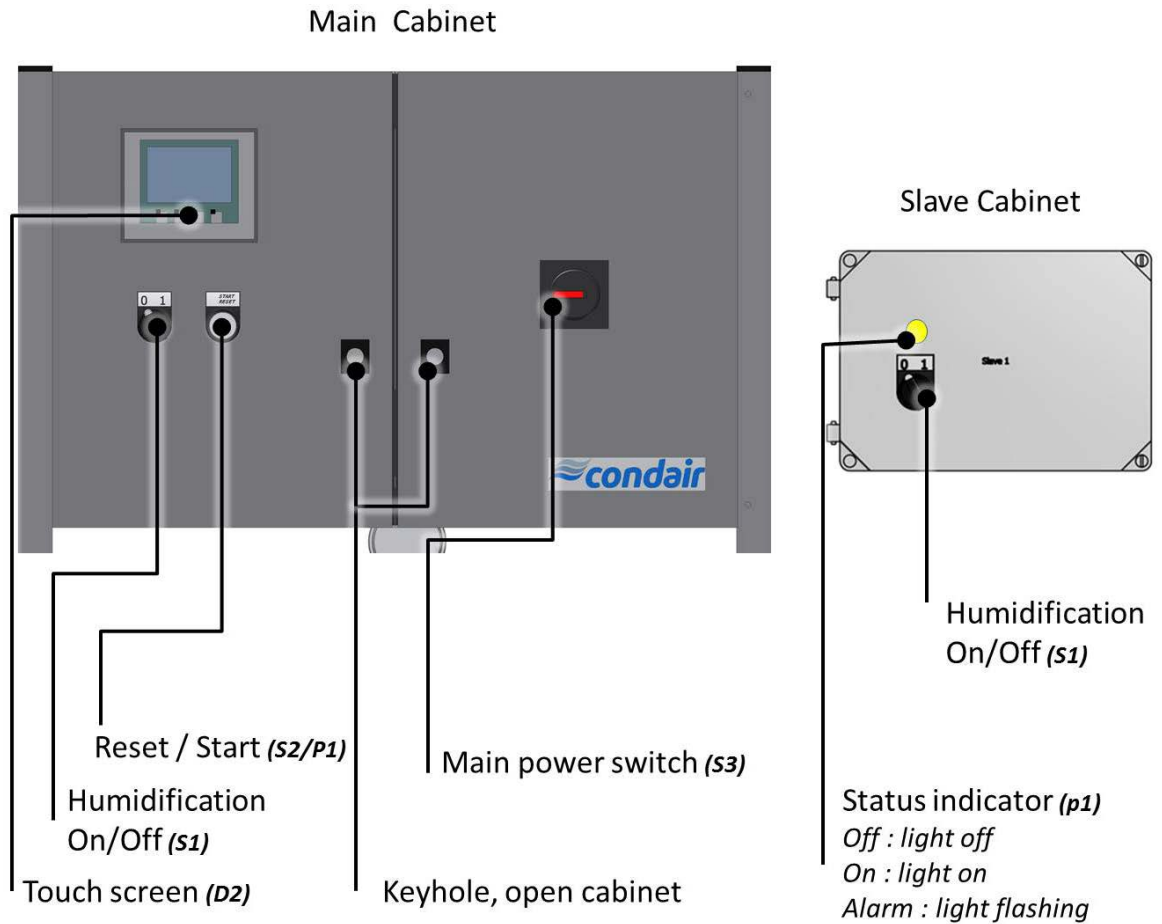 Main Cabinet
Slave Cabinet
0 1
START
RESET
0 1
Slave 1
condair
Humidification
On/Off (S1)
Reset / Start (S2/P1)
Main power switch (S3)
Humidification
On/Off (S1)
Status indicator (p1)
Off : light off
On : light on
Alarm : light flashing
Touch screen (D2)
Keyhole, open cabinet